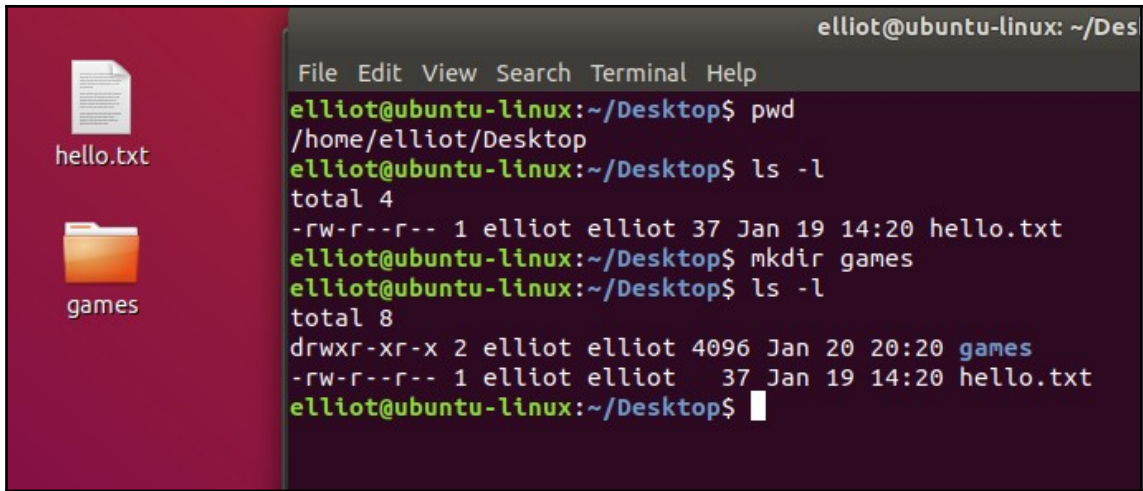 hello.txt
games
elliot@ubuntu-linux: ~/Des
File Edit View Search Terminal Help
elliot@ubuntu-linux:~/Desktop$ pwd
/home/elliot/Desktop
elliot@ubuntu-linux:~/Desktop$ ls -l
total 4
-rw-r--r-- 1 elliot elliot 37 Jan 19 14:20 hello.txt
elliot@ubuntu-linux:~/Desktop$ mkdir games
elliot@ubuntu-linux:~/Desktop$ ls -l
total 8
drwxr-xr-x 2 elliot elliot 4096 Jan 20 20:20 games
-rw-r--r-- 1 elliot elliot   37 Jan 19 14:20 hello.txt
elliot@ubuntu-linux:~/Desktop$